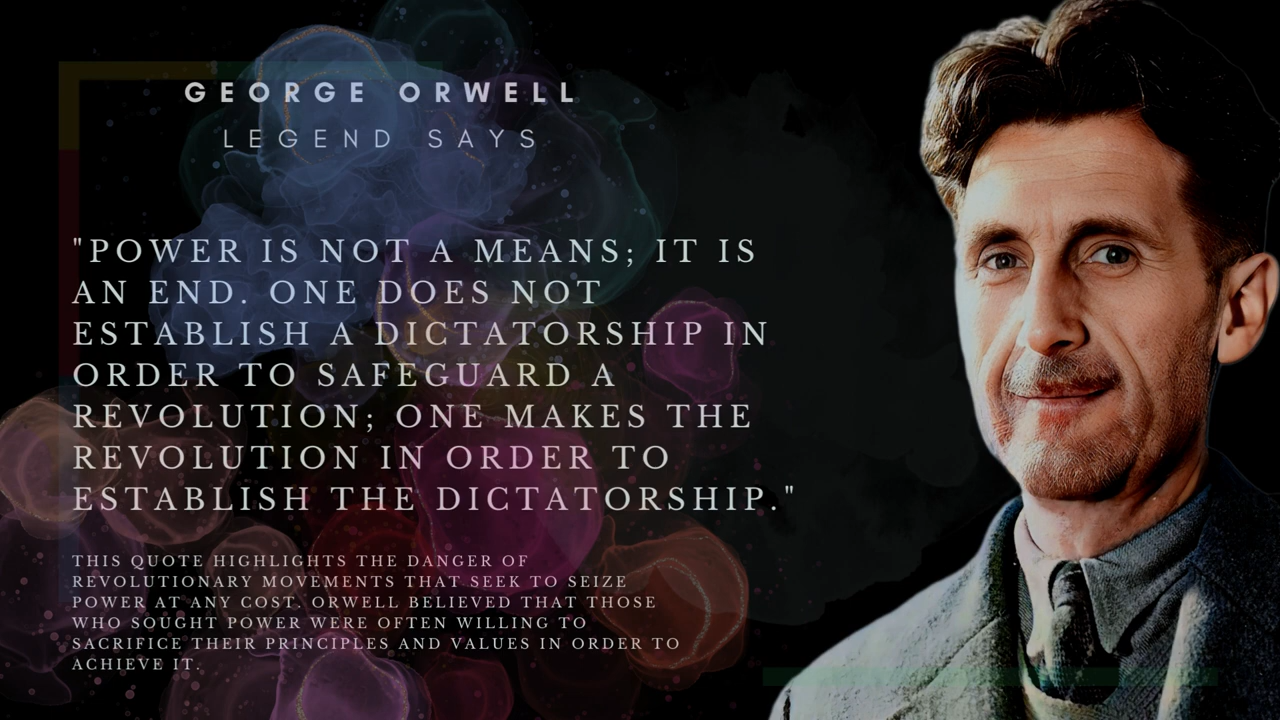 GEORGE ORWELL
LEGEND SAYS
"POWER IS NOT A MEANS; IT IS
AN END. ONE DOES NOT
ESTABLISH A DICTATORSHIP IN
ORDER TO SAFEGUARD A
REVOLUTION; ONE MAKES THE
REVOLUTION IN ORDER TO
ESTABLISH THE DICTATORSHIP."
THIS QUOTE HIGHLIGHTS THE DANGER OF
REVOLUTIONARY MOVEMENTS THAT SEEK TO SEIZE
POWER AT ANY COST. ORWELL BELIEVED THAT THOSE
WHO SOUGHT POWER WERE OFTEN WILLING TO
SACRIFICE THEIR PRINCIPLES AND VALUES IN ORDER TO
ACHIEVE IT.